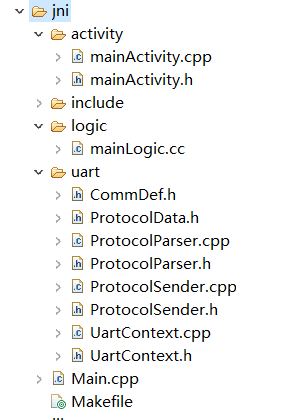 jni
activity
mainActivity.cpp
mainActivity.h
include
logic
mainLogic.cc
uart
CommDef.h
ProtocolData.h
ProtocolParser.cpp
ProtocolParser.h
ProtocolSender.cpp
ProtocolSender.h
UartContext.cpp
UartContext.h
Main.cpp
Makefile